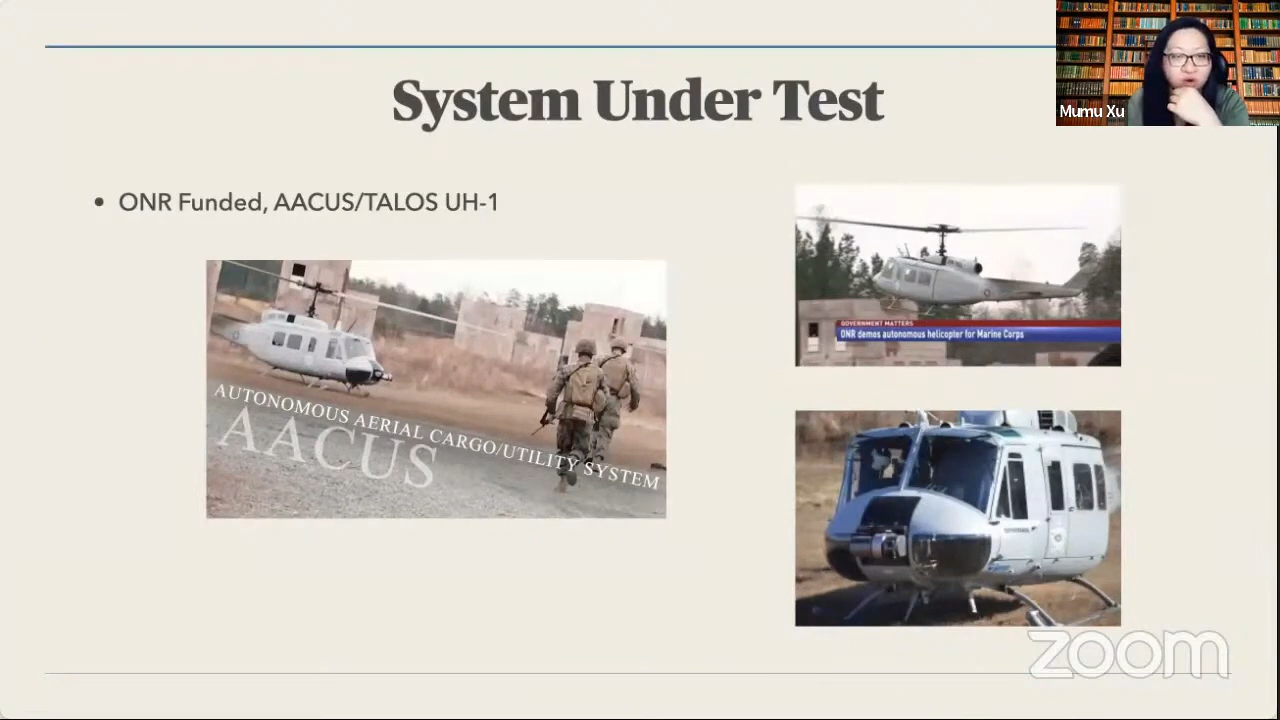 System Under Test
Mumu Xu
• ONR Funded, AACUS/TALOS UH-1
AUTONOMOUS AERIAL CARGO/UTILITY SYSTEM
AACUS
GOVERNMENT MATTERS
ONR demos autonomous helicopter for Marine Corps
zoom